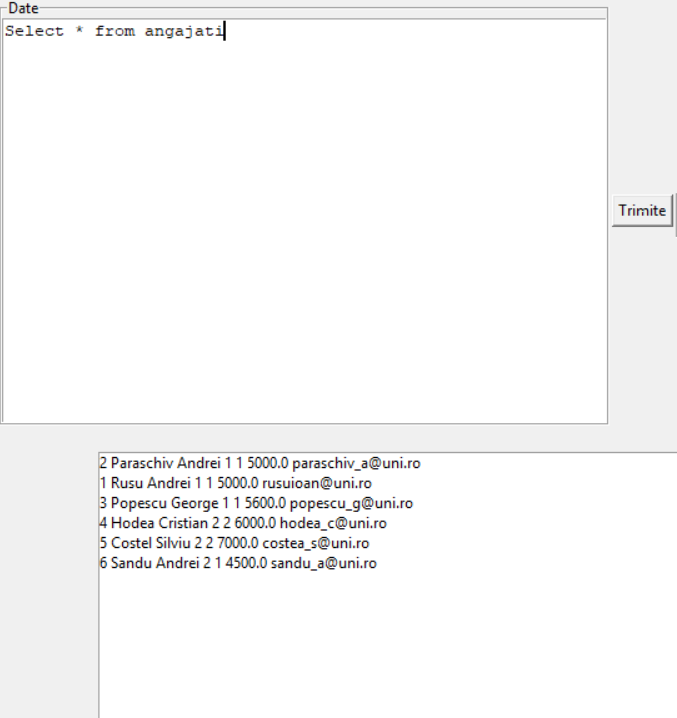 Date
Select * from angajati
Trimite
2 Paraschiv Andrei 1 1 5000.0 paraschiv_a@uni.ro
1 Rusu Andrei 1 1 5000.0 rusuioan@uni.ro
3 Popescu George 1 1 5600.0 popescu_g@uni.ro
4 Hodea Cristian 2 2 6000.0 hodea_c@uni.ro
5 Costel Silviu 2 2 7000.0 costea_s@uni.ro
6 Sandu Andrei 2 1 4500.0 sandu_a@uni.ro